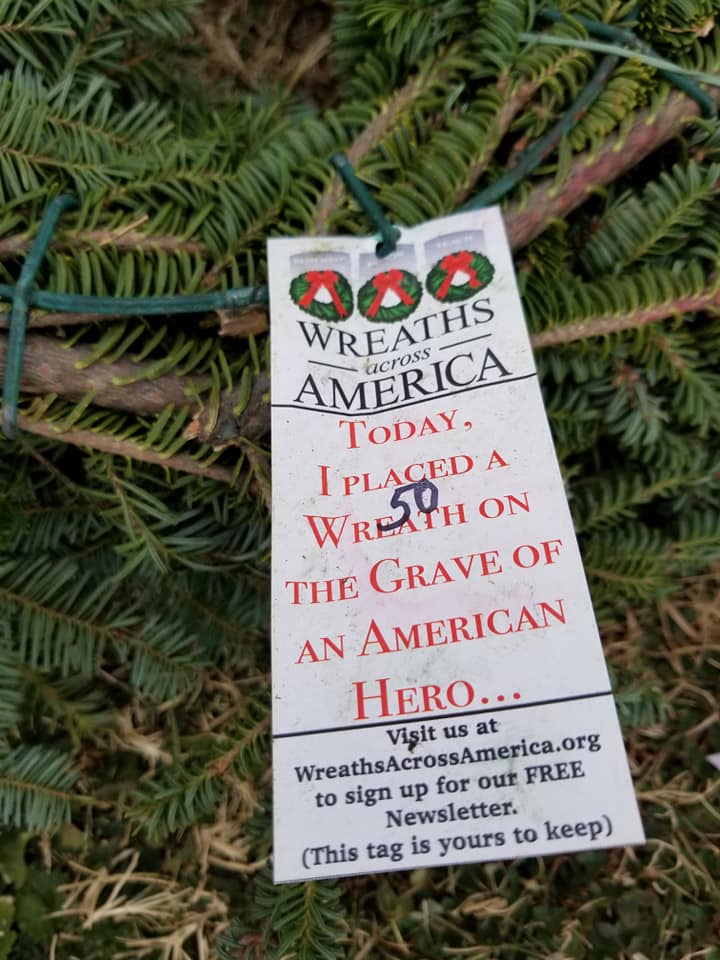 WREATHS
across
AMERICA
TODAY,
I PLACED A
50
WREATH ON
THE GRAVE OF
AN AMERICAN
HERO...
Visit us at
WreathsAcrossAmerica.org
to sign up for our FREE
Newsletter.
(This tag is yours to keep)